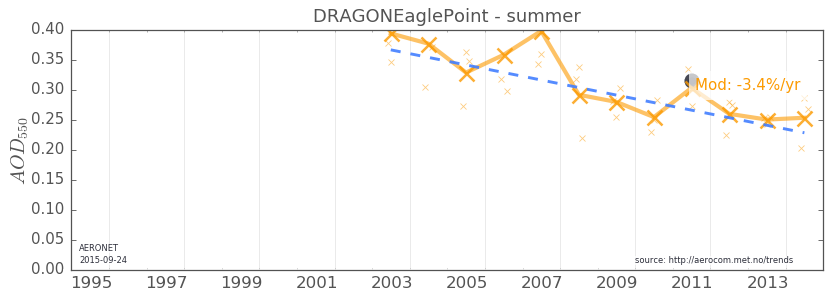 DRAGONEaglePoint - summer
0.40
0.35
0.30
0.25
0.20
0.15
0.10
0.05
0.00
AOD550
Mod: -3.4%/yr
AERONET
2015-09-24
source: http://aerocom.met.no/trends
1995 1997 1999 2001 2003 2005 2007 2009 2011 2013